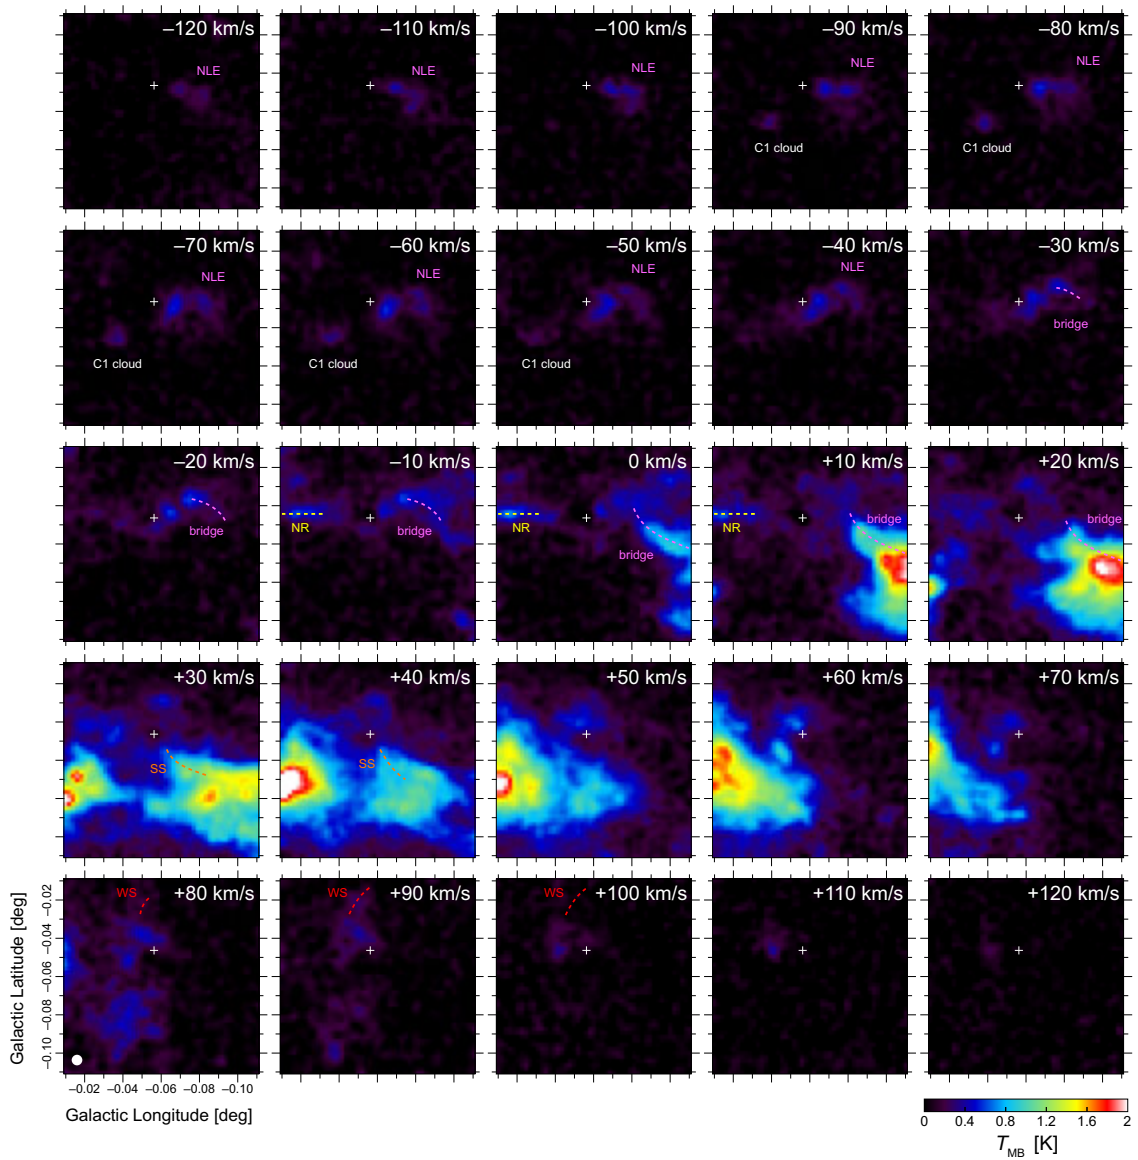 –120 km/s
–110 km/s
–100 km/s
–90 km/s
–80 km/s
NLE
NLE
NLE
NLE
NLE
C1 cloud
C1 cloud
–70 km/s
–60 km/s
–50 km/s
–40 km/s
–30 km/s
NLE
NLE
NLE
NLE
bridge
C1 cloud
C1 cloud
C1 cloud
–20 km/s
–10 km/s
0 km/s
+10 km/s
+20 km/s
bridge
NR
bridge
NR
bridge
NR
bridge
bridge
+30 km/s
+40 km/s
+50 km/s
+60 km/s
+70 km/s
SS
SS
+80 km/s
+90 km/s
+100 km/s
+110 km/s
+120 km/s
WS
WS
WS
Galactic Latitude [deg]
–0.02
–0.04
–0.06
–0.08
–0.10
–0.02 –0.04 –0.06 –0.08 –0.10
Galactic Longitude [deg]
0 0.4 0.8 1.2 1.6 2
TMB [K]